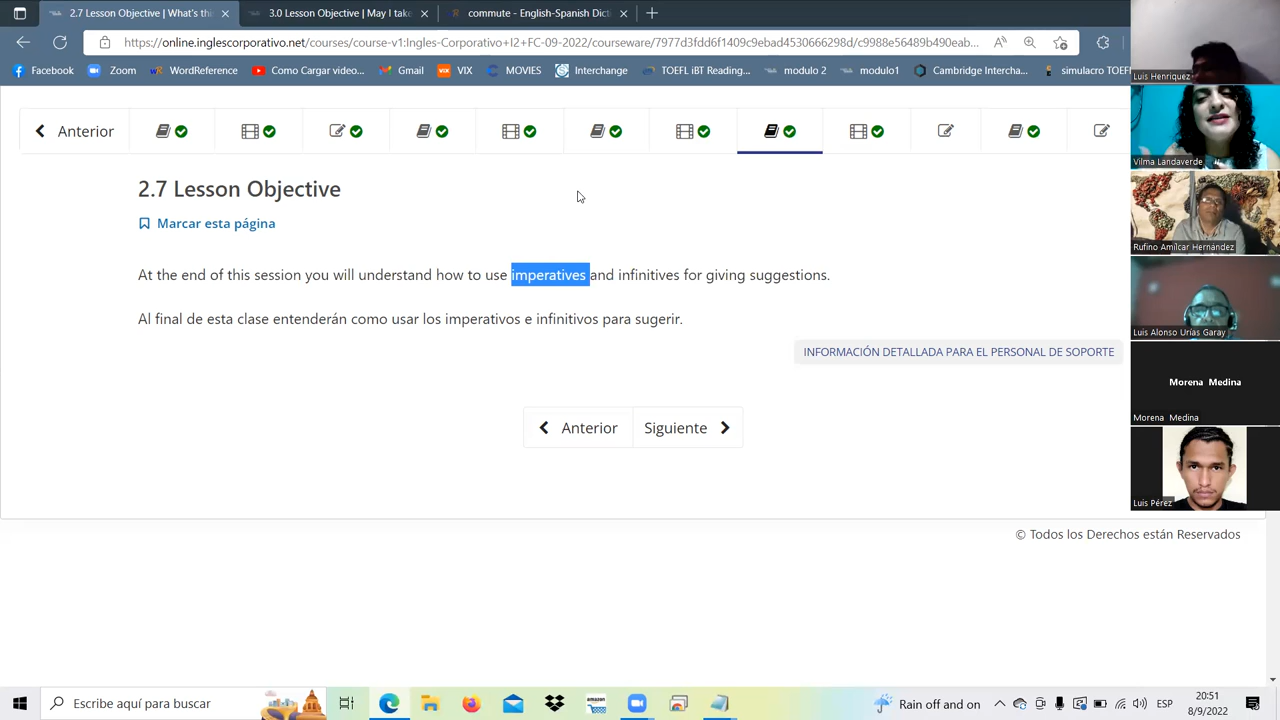 2.7 Lesson Objective | What's this
3.0 Lesson Objective | May I take
commute - English-Spanish Dicti
https://online.inglescorporativo.net/courses/course-v1:Ingles-Corporativo+I2+FC-09-2022/courseware/7977d3fdd6f1409c9ebad4530666298d/c9988e56489b490eab...
Facebook
Zoom
WordReference
Como Cargar video...
Gmail
VIX
MOVIES
Interchange
TOEFL iBT Reading...
modulo 2
modulo1
Cambridge Intercha...
simulacro TOEFL
Luis Henriquez
Anterior
Vilma Landaverde
2.7 Lesson Objective
Marcar esta página
Rufino Amílcar Hernández
At the end of this session you will understand how to use imperatives and infinitives for giving suggestions.
Al final de esta clase entenderán como usar los imperativos e infinitivos para sugerir.
Luis Alonso Urías Garay
INFORMACIÓN DETALLADA PARA EL PERSONAL DE SOPORTE
Morena Medina
Morena Medina
Anterior
Siguiente
Luis Pérez
© Todos los Derechos están Reservados
Escribe aquí para buscar
amazon
Rain off and on
ESP
20:51
8/9/2022